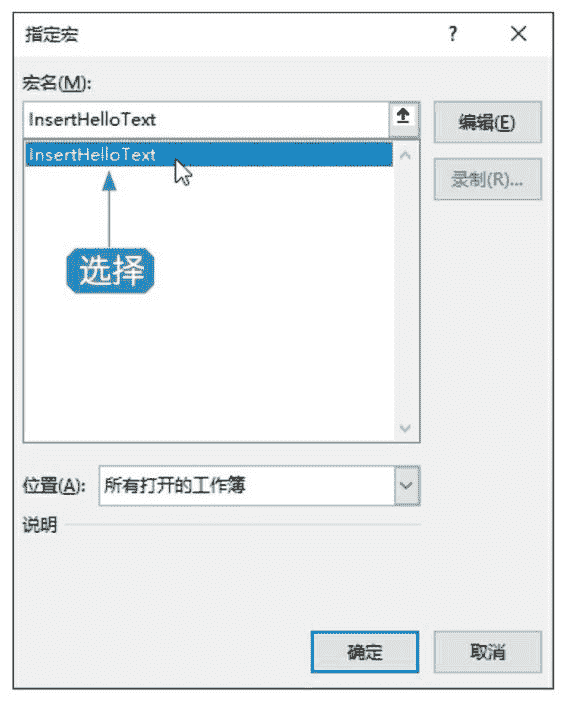 指定宏
?
宏名(M):
InsertHelloText
编辑(E)
InsertHelloText
录制(R)...
选择
位置(A): 所有打开的工作簿
说明
确定
取消